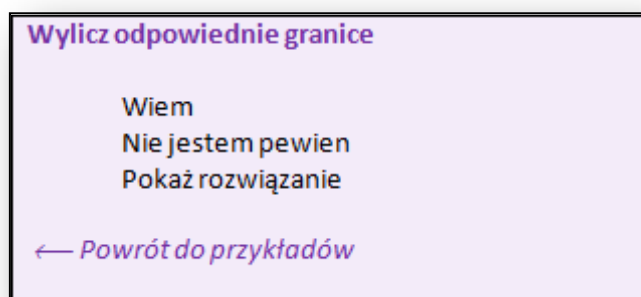 Wylicz odpowiednie granice
Wiem
Nie jestem pewien
Pokaż rozwiązanie
⟵ Powrót do przykładów